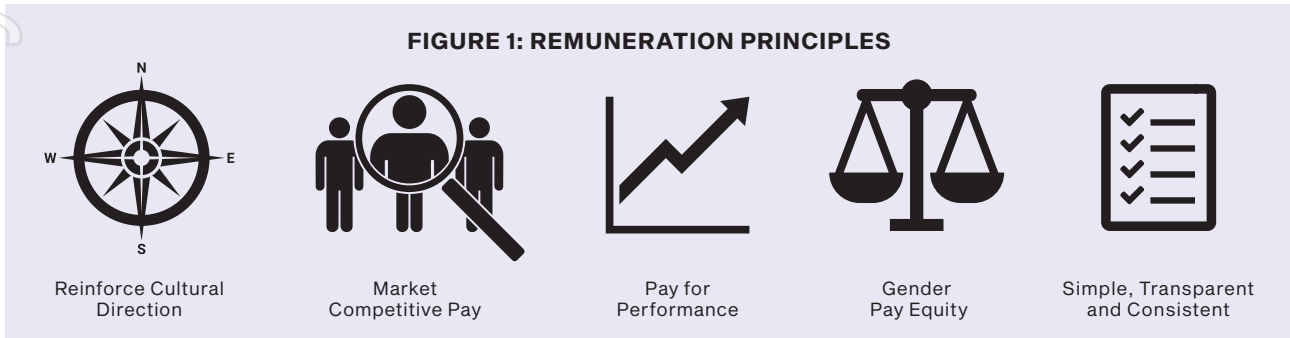 FIGURE 1: REMUNERATION PRINCIPLES
N
W
E
S
Reinforce Cultural
Direction
Market
Competitive Pay
Pay for
Performance
Gender
Pay Equity
Simple, Transparent
and Consistent